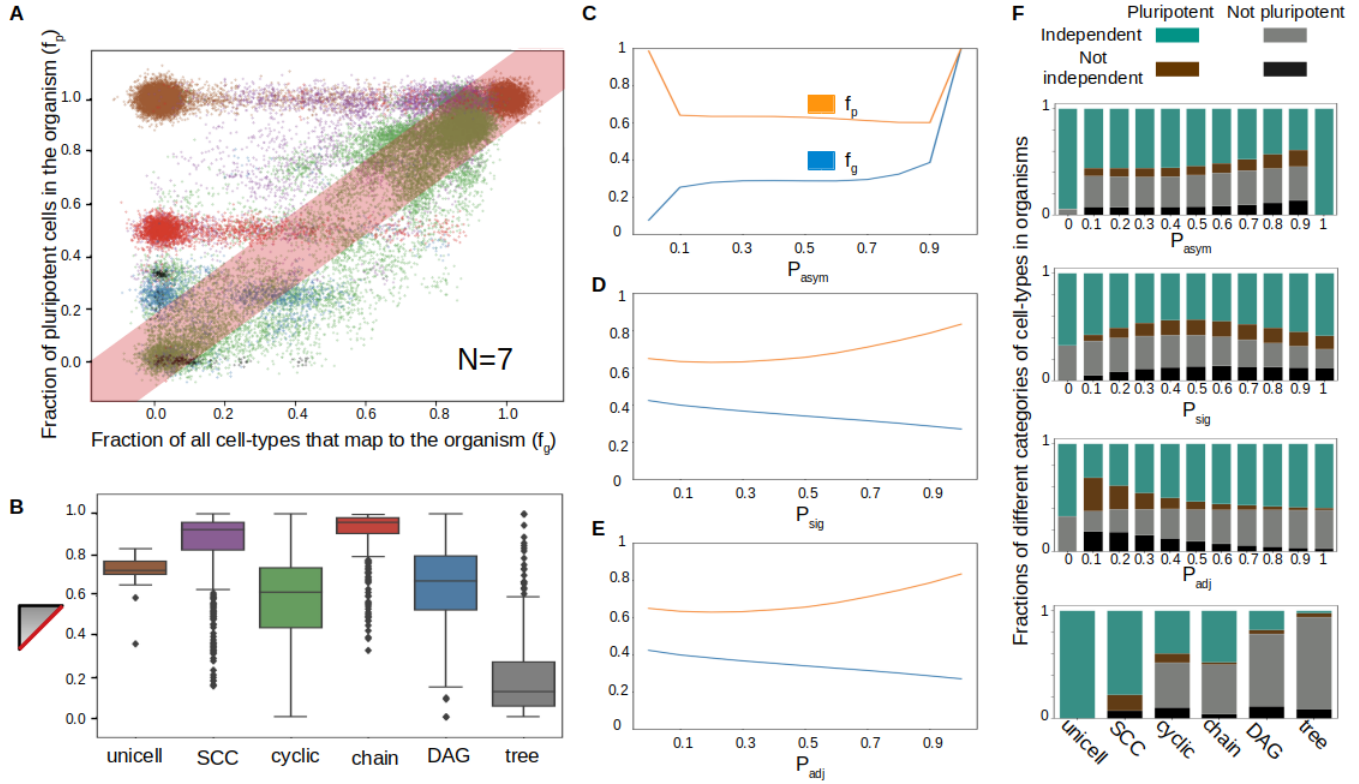 A
Fraction of pluripotent cells in the organism (fp)
1.0
0.8
0.6
0.4
0.2
0.0
N=7
0.0 0.2 0.4 0.6 0.8 1.0
Fraction of all cell-types that map to the organism (fg)
B
1.0
0.8
0.6
0.4
0.2
0.0
unicell SCC cyclic chain DAG tree
C
1
0.8
0.6
0.4
0.2
0
fp
fg
0.1 0.3 0.5 0.7 0.9
Pasym
D
1
0.8
0.6
0.4
0.2
0
0.1 0.3 0.5 0.7 0.9
Psig
E
1
0.8
0.6
0.4
0.2
0
0.1 0.3 0.5 0.7 0.9
Padj
F
Pluripotent Not pluripotent
Independent
Not
independent
Fractions of different categories of cell-types in organisms
1
0
0 0.1 0.2 0.3 0.4 0.5 0.6 0.7 0.8 0.9 1
Pasym
1
0
0 0.1 0.2 0.3 0.4 0.5 0.6 0.7 0.8 0.9 1
Psig
1
0
0 0.1 0.2 0.3 0.4 0.5 0.6 0.7 0.8 0.9 1
Padj
1
0
unicell SCC cyclic chain DAG tree